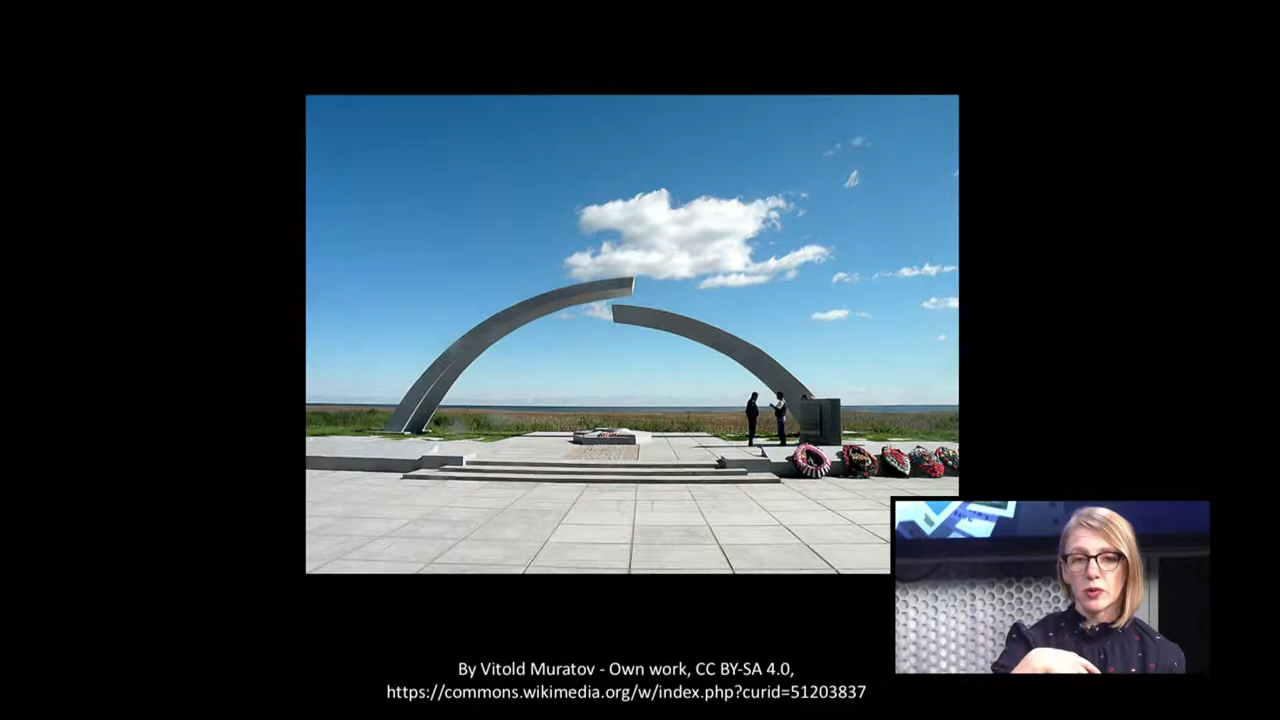 By Vitold Muratov - Own work, CC BY-SA 4.0,
https://commons.wikimedia.org/w/index.php?curid=51203837